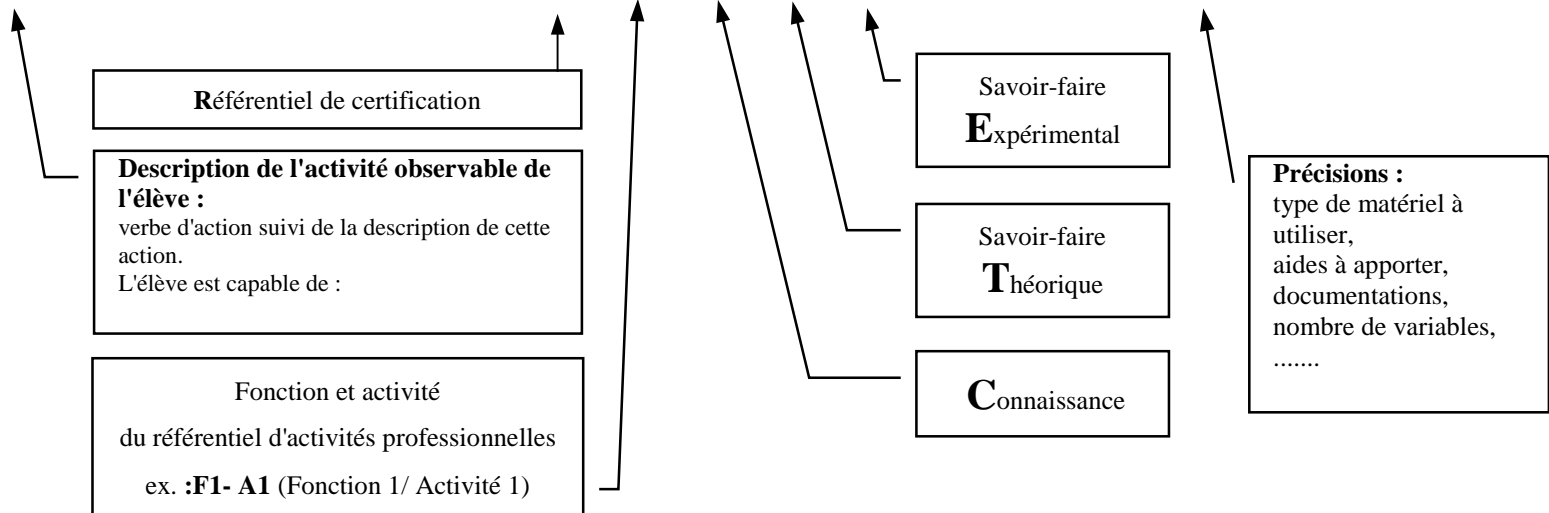 Référentiel de certification
Description de l'activité observable de
l'élève :
verbe d'action suivi de la description de cette
action.
L'élève est capable de :
Fonction et activité
du référentiel d'activités professionnelles
ex. :F1- A1 (Fonction 1/ Activité 1)
Savoir-faire
Expérimental
Savoir-faire
Théorique
Connaissance
Précisions :
type de matériel à
utiliser,
aides à apporter,
documentations,
nombre de variables,
.......